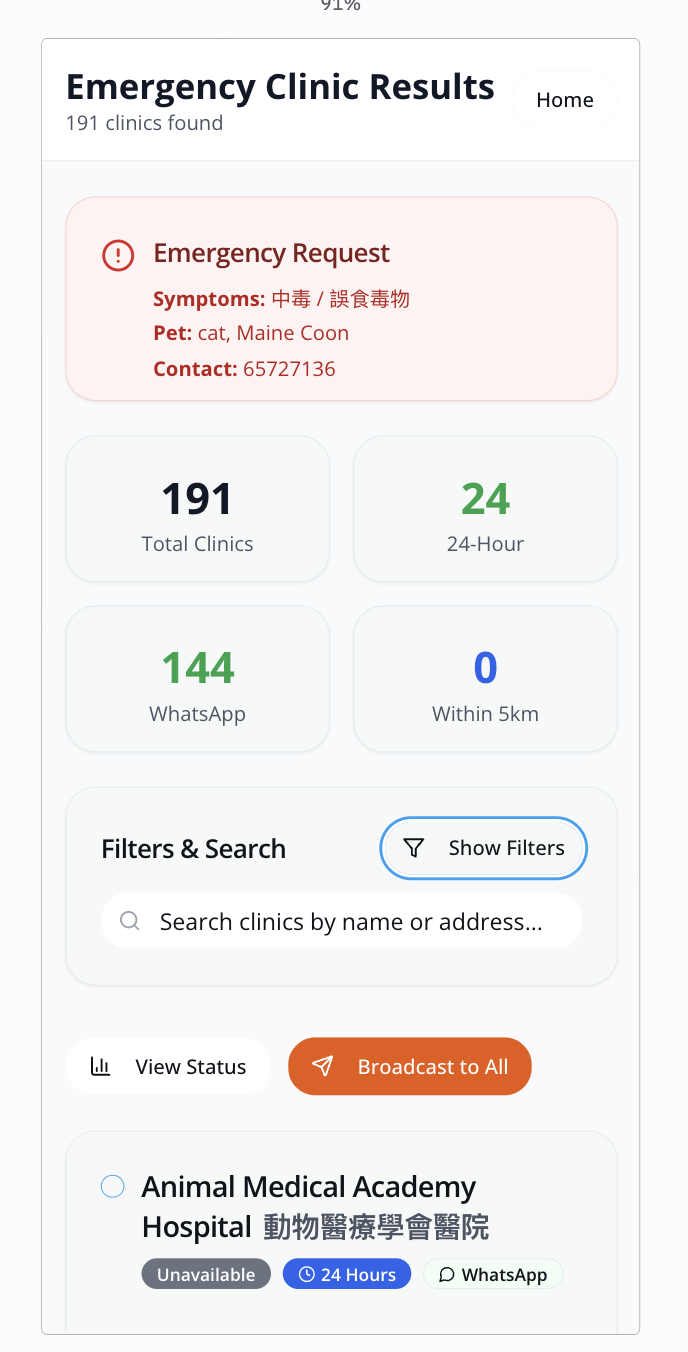 91%
Emergency Clinic Results
Home
191 clinics found
Emergency Request
Symptoms: 中毒 / 誤食毒物
Pet: cat, Maine Coon
Contact: 65727136
191
Total Clinics
24
24-Hour
144
WhatsApp
0
Within 5km
Filters & Search
Show Filters
Search clinics by name or address...
View Status
Broadcast to All
Animal Medical Academy
Hospital 動物醫療學會醫院
Unavailable
24 Hours
WhatsApp